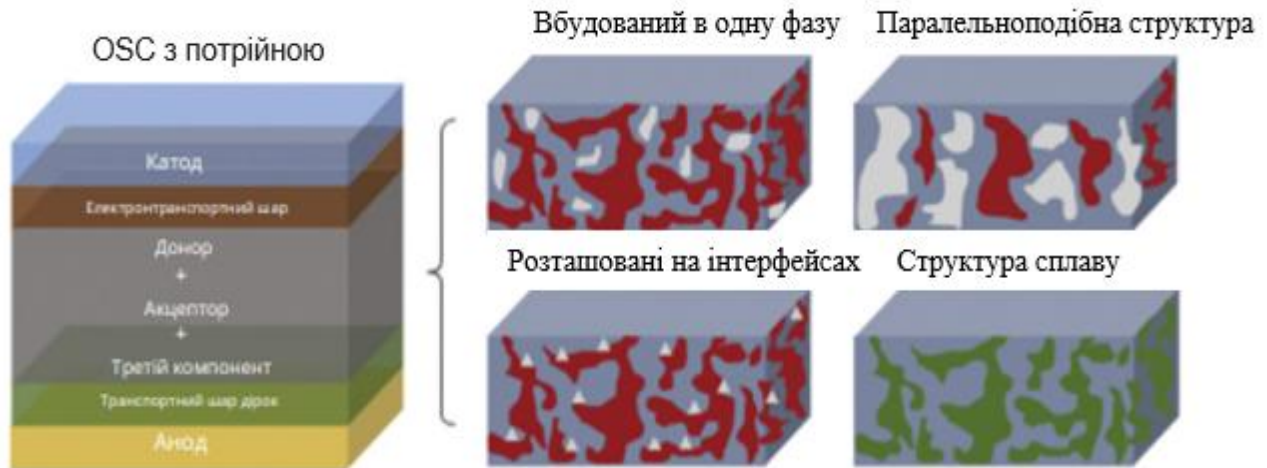 OSC з потрійною
Катод
Електронтранспортний шар
Донор
+
Акцептор
+
Третій компонент
Транспортний шар дірок
Анод
Вбудований в одну фазу
Паралельноподібна структура
Розташовані на інтерфейсах
Структура сплаву